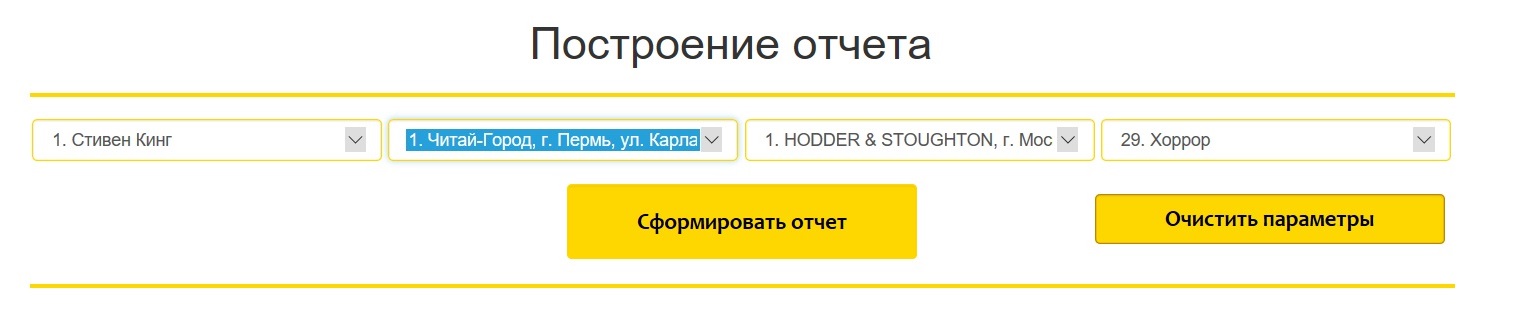 Построение отчета
1. Стивен Кинг
1. Читай-Город, г. Пермь, ул. Карла
1. HODDER & STOUGHTON, г. Мос
29. Хоррор
Сформировать отчет
Очистить параметры